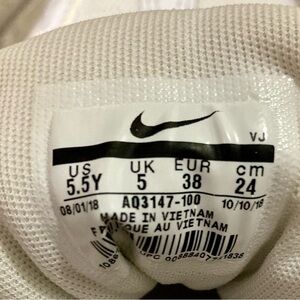 VJ
US UK EUR cm
5.5Y 5 38 24
08/01/18 AQ3147-100 10/10/18
MADE IN VIETNAM
AU VIETNAM
UPC